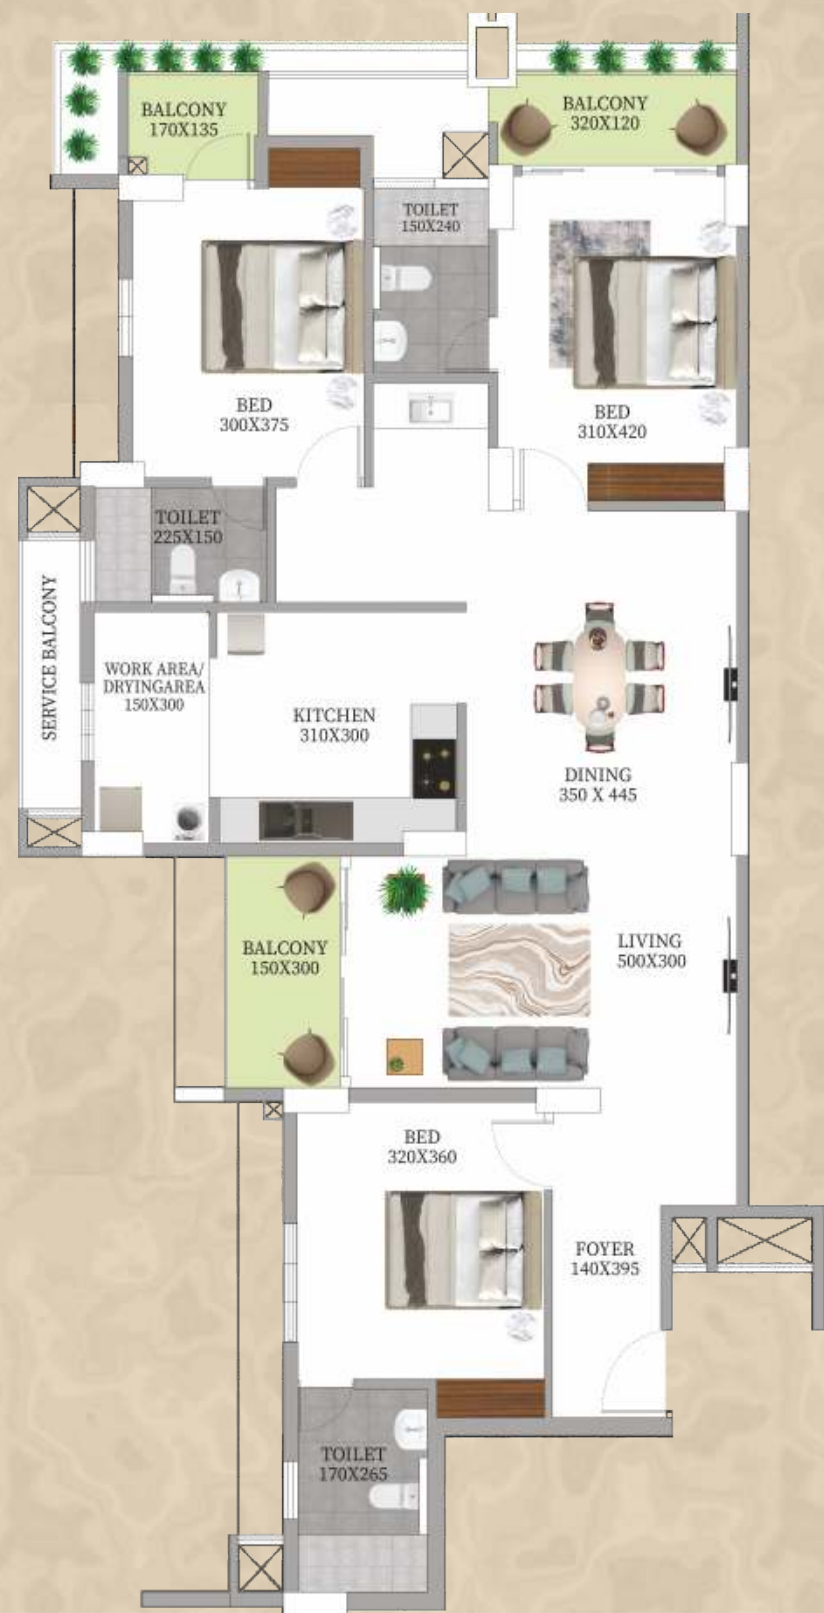 BALCONY
170X135
BALCONY
320X120
TOILET
150X240
BED
300X375
BED
310X420
TOILET
225X150
SERVICE BALCONY
WORK AREA/
DRYINGAREA
150X300
KITCHEN
310X300
DINING
350 X 445
BALCONY
150X300
LIVING
500X300
BED
320X360
FOYER
140X395
TOILET
170X265